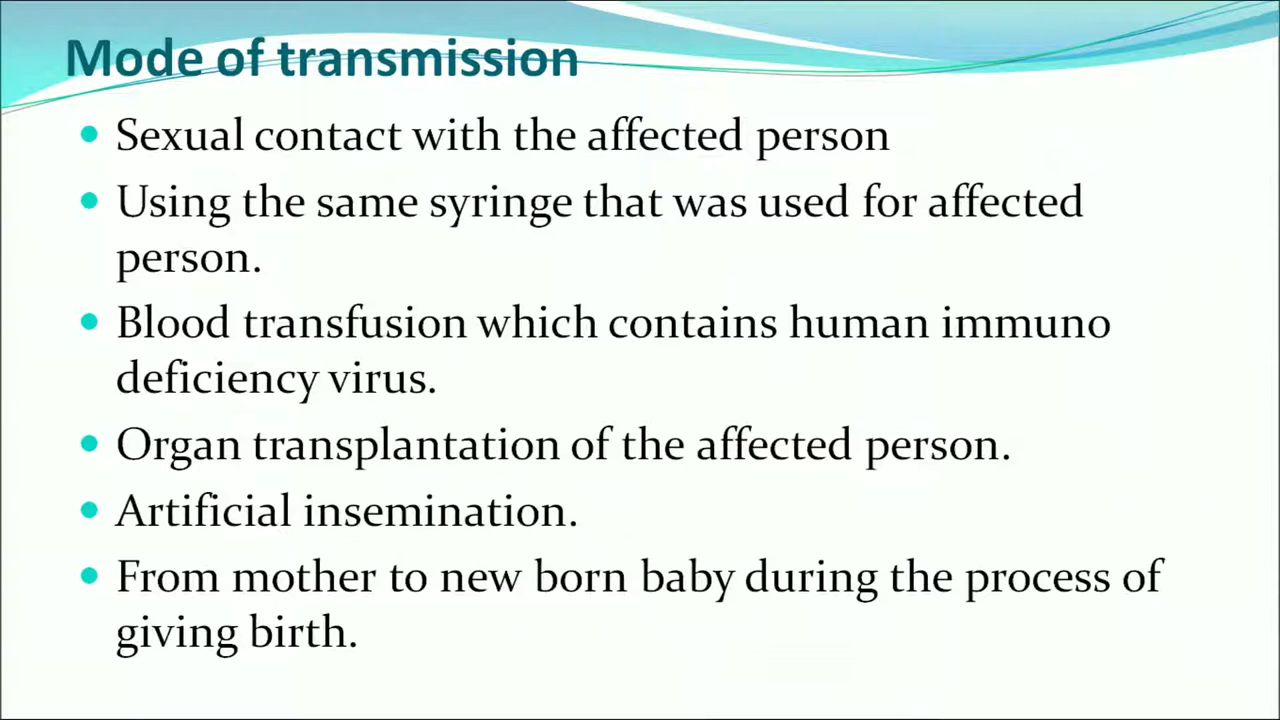 Mode of transmission
Sexual contact with the affected person
Using the same syringe that was used for affected
person.
Blood transfusion which contains human immuno
deficiency virus.
Organ transplantation of the affected person.
Artificial insemination.
From mother to new born baby during the process of
giving birth.